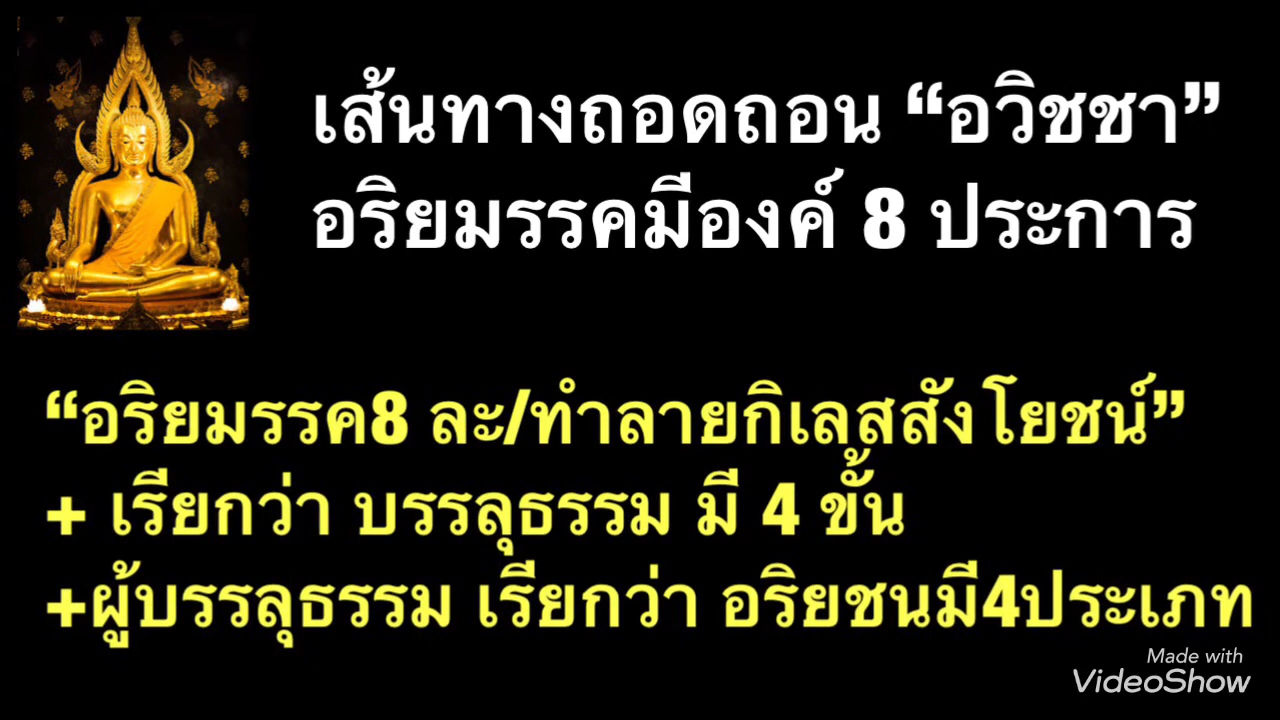 เส้นทางถอดถอน “อวิชชา”
อริยมรรคมีองค์ 8 ประการ
“อริยมรรค8 ละ/ทำลายกิเลสสังโยชน์”
+ เรียกว่า บรรลุธรรม มี 4 ขั้น
+ผู้บรรลุธรรม เรียกว่า อริยชนมี4ประเภท
Made with
VideoShow